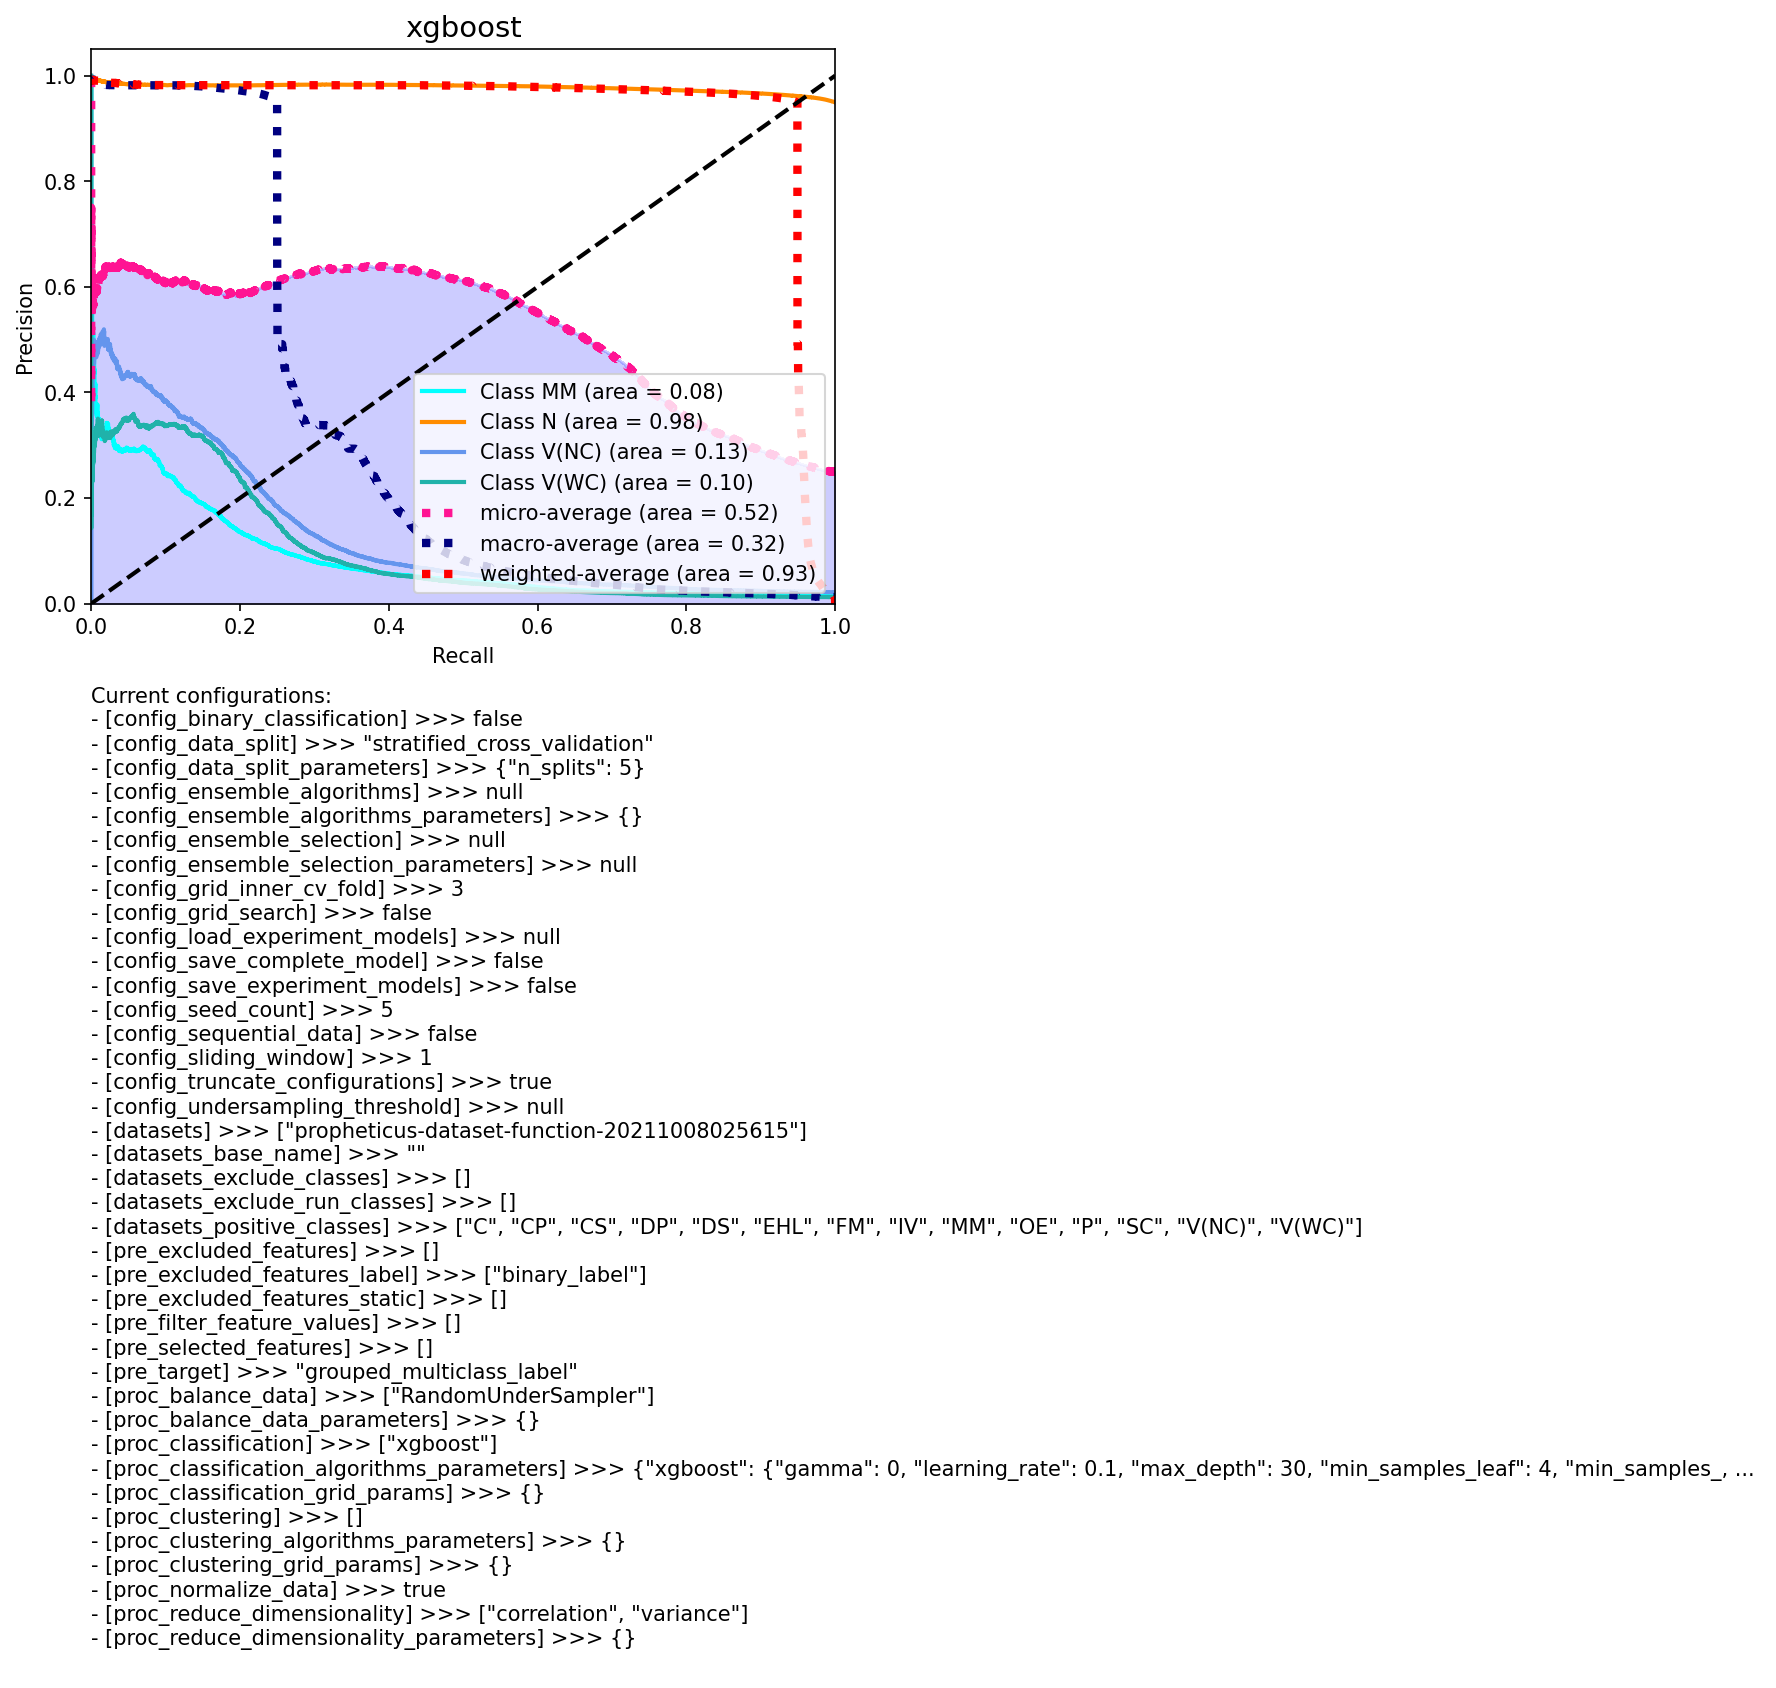 xgboost
1.0
0.8
0.6
0.4
0.2
0.0
Precision
Class MM (area = 0.08)
Class N (area = 0.98)
Class V(NC) (area = 0.13)
Class V(WC) (area = 0.10)
micro-average (area = 0.52)
macro-average (area = 0.32)
weighted-average (area = 0.93)
0.0 0.2 0.4 0.6 0.8 1.0
Recall
Current configurations:
- [config_binary_classification] >>> false
- [config_data_split] >>> "stratified_cross_validation"
- [config_data_split_parameters] >>> {"n_splits": 5}
- [config_ensemble_algorithms] >>> null
- [config_ensemble_algorithms_parameters] >>> {}
- [config_ensemble_selection] >>> null
- [config_ensemble_selection_parameters] >>> null
- [config_grid_inner_cv_fold] >>> 3
- [config_grid_search] >>> false
- [config_load_experiment_models] >>> null
- [config_save_complete_model] >>> false
- [config_save_experiment_models] >>> false
- [config_seed_count] >>> 5
- [config_sequential_data] >>> false
- [config_sliding_window] >>> 1
- [config_truncate_configurations] >>> true
- [config_undersampling_threshold] >>> null
- [datasets] >>> ["propheticus-dataset-function-20211008025615"]
- [datasets_base_name] >>> ""
- [datasets_exclude_classes] >>> []
- [datasets_exclude_run_classes] >>> []
- [datasets_positive_classes] >>> ["C", "CP", "CS", "DP", "DS", "EHL", "FM", "IV", "MM", "OE", "P", "SC", "V(NC)", "V(WC)"]
- [pre_excluded_features] >>> []
- [pre_excluded_features_label] >>> ["binary_label"]
- [pre_excluded_features_static] >>> []
- [pre_filter_feature_values] >>> []
- [pre_selected_features] >>> []
- [pre_target] >>> "grouped_multiclass_label"
- [proc_balance_data] >>> ["RandomUnderSampler"]
- [proc_balance_data_parameters] >>> {}
- [proc_classification] >>> ["xgboost"]
- [proc_classification_algorithms_parameters] >>> {"xgboost": {"gamma": 0, "learning_rate": 0.1, "max_depth": 30, "min_samples_leaf": 4, "min_samples_, ...
- [proc_classification_grid_params] >>> {}
- [proc_clustering] >>> []
- [proc_clustering_algorithms_parameters] >>> {}
- [proc_clustering_grid_params] >>> {}
- [proc_normalize_data] >>> true
- [proc_reduce_dimensionality] >>> ["correlation", "variance"]
- [proc_reduce_dimensionality_parameters] >>> {}